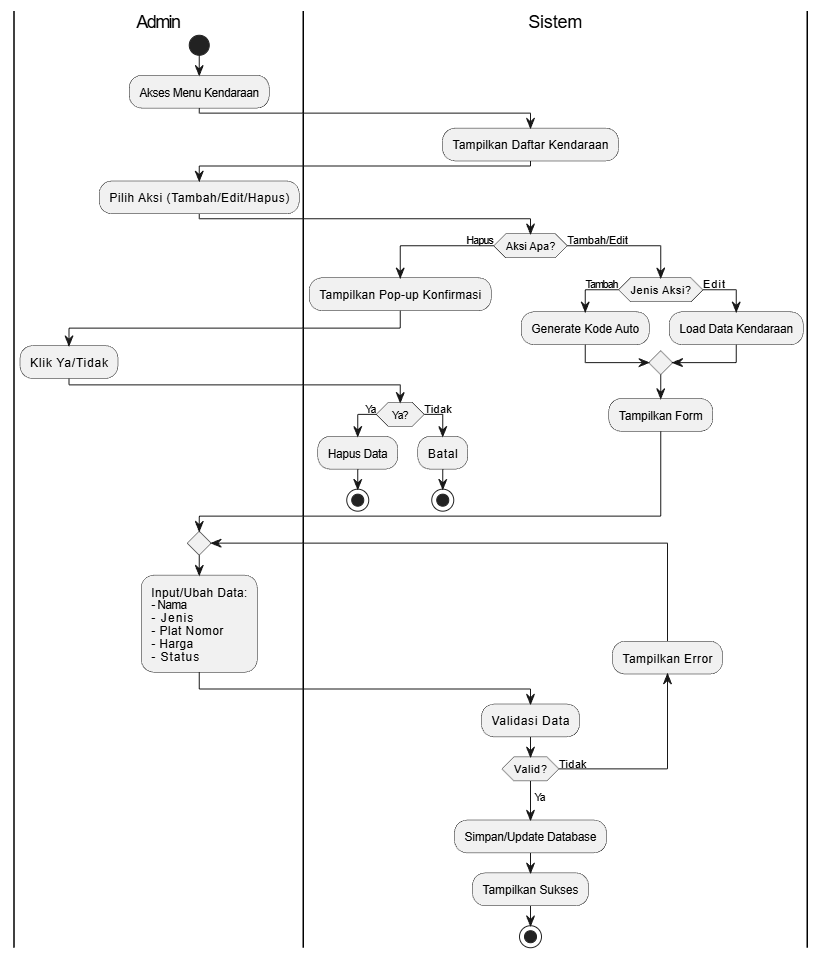 Admin
Sistem
Akses Menu Kendaraan
Tampilkan Daftar Kendaraan
Pilih Aksi (Tambah/Edit/Hapus)
Hapus
Aksi Apa?
Tambah/Edit
Tambah
Jenis Aksi?
Edit
Tampilkan Pop-up Konfirmasi
Generate Kode Auto
Load Data Kendaraan
Klik Ya/Tidak
Ya
Ya?
Tidak
Tampilkan Form
Hapus Data
Batal
Input/Ubah Data:
- Nama
- Jenis
- Plat Nomor
- Harga
- Status
Tampilkan Error
Validasi Data
Valid?
Tidak
Ya
Simpan/Update Database
Tampilkan Sukses